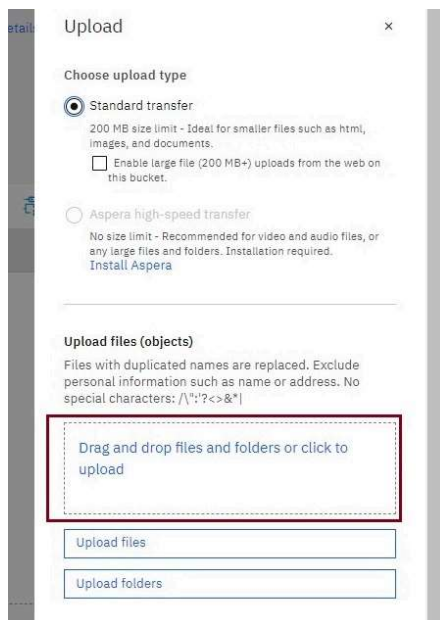 etails
Upload
×
Choose upload type
Standard transfer
200 MB size limit - Ideal for smaller files such as html,
images, and documents.
Enable large file (200 MB+) uploads from the web on
this bucket.
Aspera high-speed transfer
No size limit - Recommended for video and audio files, or
any large files and folders. Installation required.
Install Aspera
Upload files (objects)
Files with duplicated names are replaced. Exclude
personal information such as name or address. No
special characters: /\":'?<>&*|
Drag and drop files and folders or click to
upload
Upload files
Upload folders